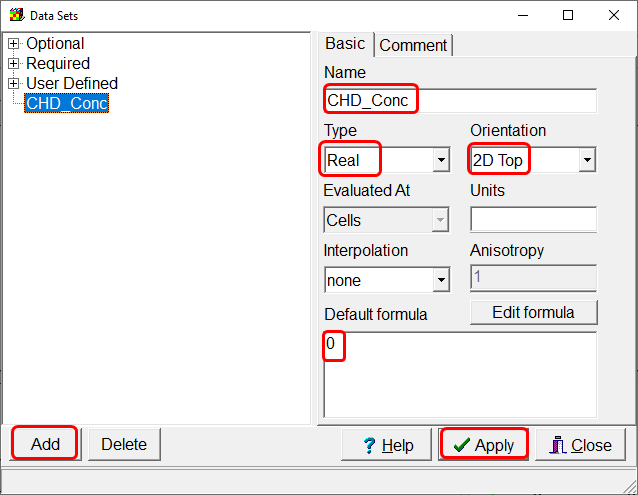 Data Sets
Optional
Required
User Defined
CHD_Conc
Basic
Comment
Name
CHD_Conc
Type
Orientation
Real
2D Top
Evaluated At
Units
Cells
Interpolation
Anisotropy
none
1
Default formula
Edit formula
0
Add
Delete
? Help
Apply
Close